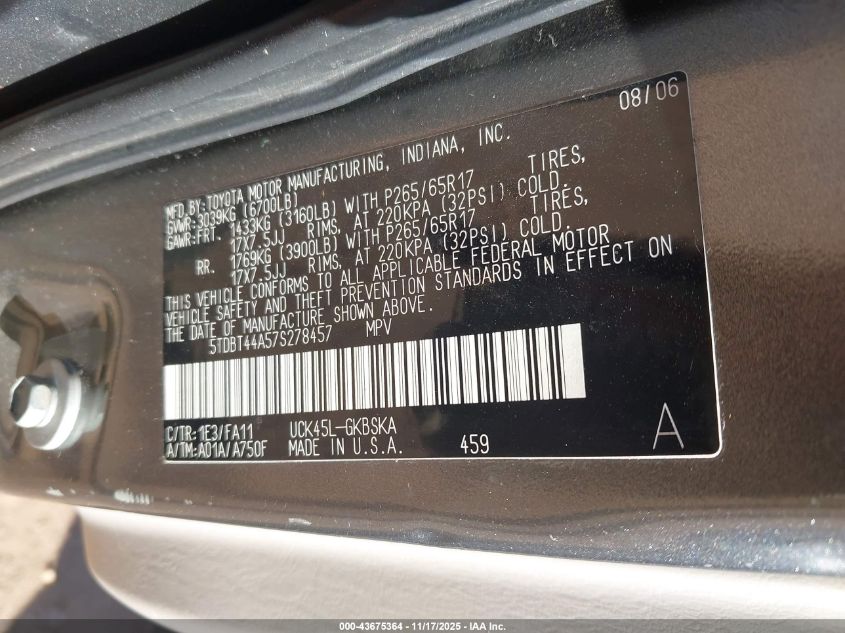 08/06
MFD.BY:TOYOTA MOTOR MANUFACTURING, INDIANA, INC.
GVWR:3039KG (6700LB)
GAWR:FRT. 1433KG (3160LB) WITH P265/65R17 TIRES,
17X7.5JJ RIMS, AT 220KPA (32PSI) COLD.
RR. 1769KG (3900LB) WITH P265/65R17 TIRES,
17X7.5JJ RIMS, AT 220KPA (32PSI) COLD.
THIS VEHICLE CONFORMS TO ALL APPLICABLE FEDERAL MOTOR
VEHICLE SAFETY AND THEFT PREVENTION STANDARDS IN EFFECT ON
THE DATE OF MANUFACTURE SHOWN ABOVE.
5TDBT44A57S278457 MPV
C/TR:1E3/FA11 UCK45L-GKBSKA
A/TM:A01A/A750F MADE IN U.S.A. 459 A
000-43675364 - 11/17/2025 - IAA Inc.